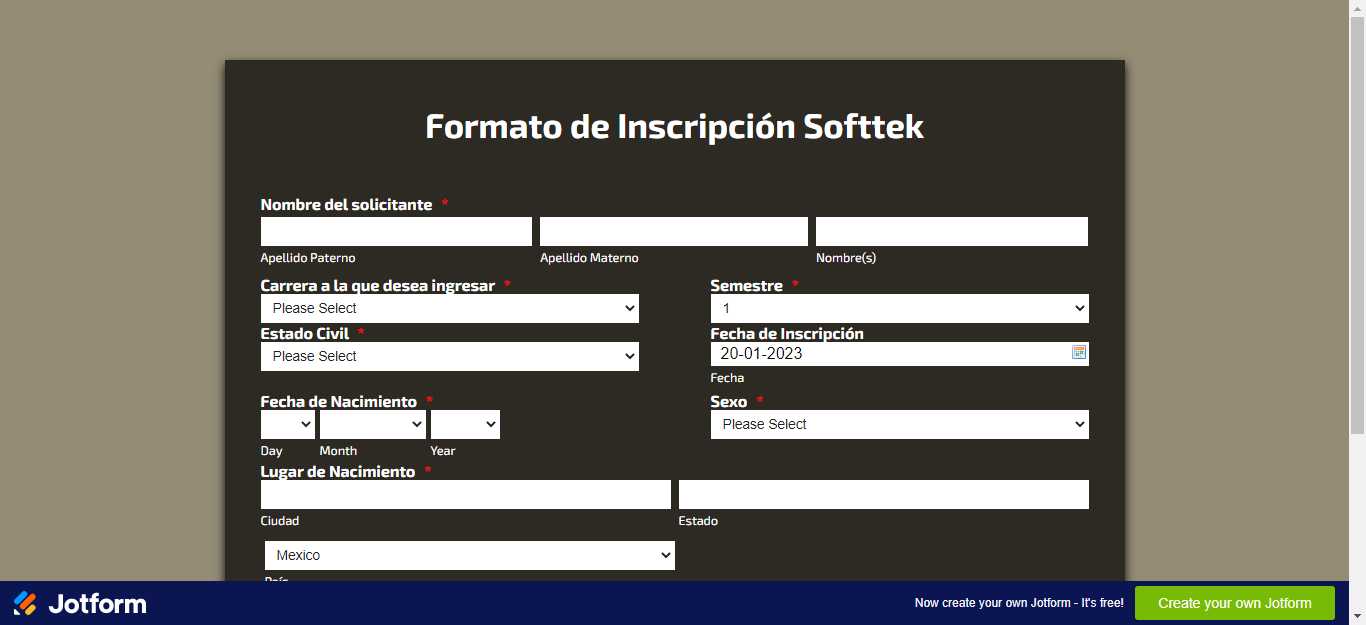 Formato de Inscripción Softtek
Nombre del solicitante *
Apellido Paterno Apellido Materno Nombre(s)
Carrera a la que desea ingresar * Semestre *
Please Select 1
Estado Civil * Fecha de Inscripción
Please Select 20-01-2023
Fecha
Fecha de Nacimiento * Sexo *
Please Select
Day Month Year
Lugar de Nacimiento *
Ciudad Estado
Mexico
País
Jotform Now create your own Jotform - It's free! Create your own Jotform